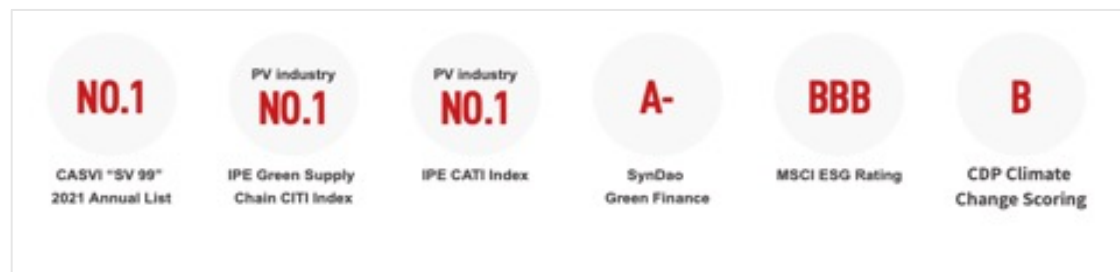 NO.1
CASVI "SV 99"
2021 Annual List
PV industry
NO.1
IPE Green Supply
Chain CITI Index
PV industry
NO.1
IPE CATI Index
A-
SynDao
Green Finance
BBB
MSCI ESG Rating
B
CDP Climate
Change Scoring